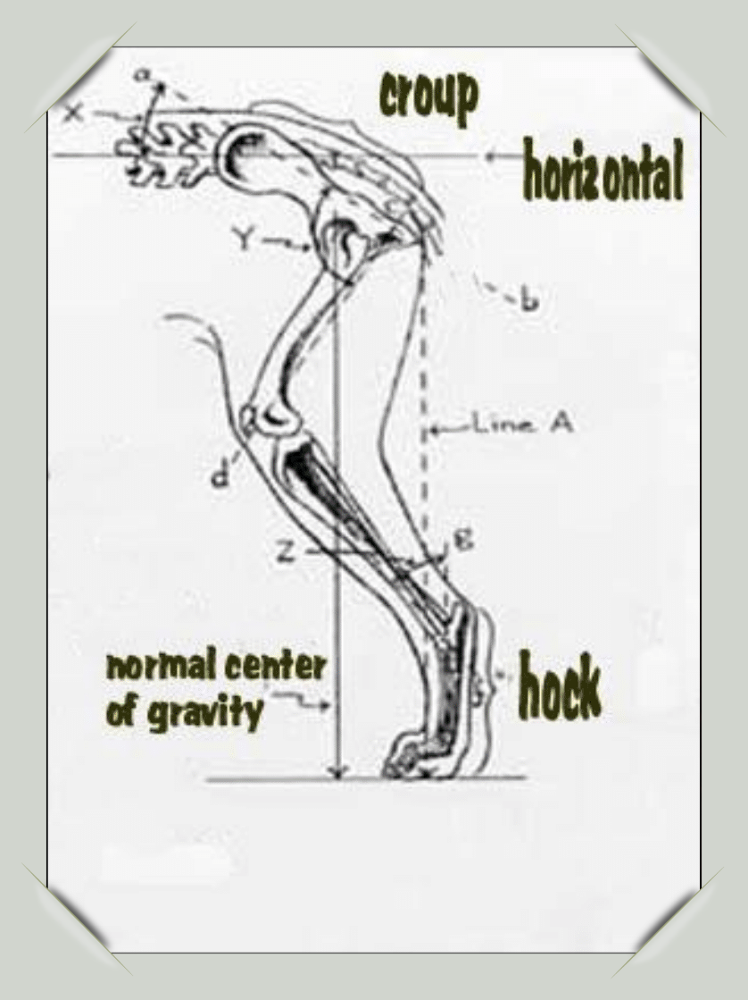 a
croup
X
horizontal
Y
b
Line A
d
Z
g
normal center
of gravity
hock